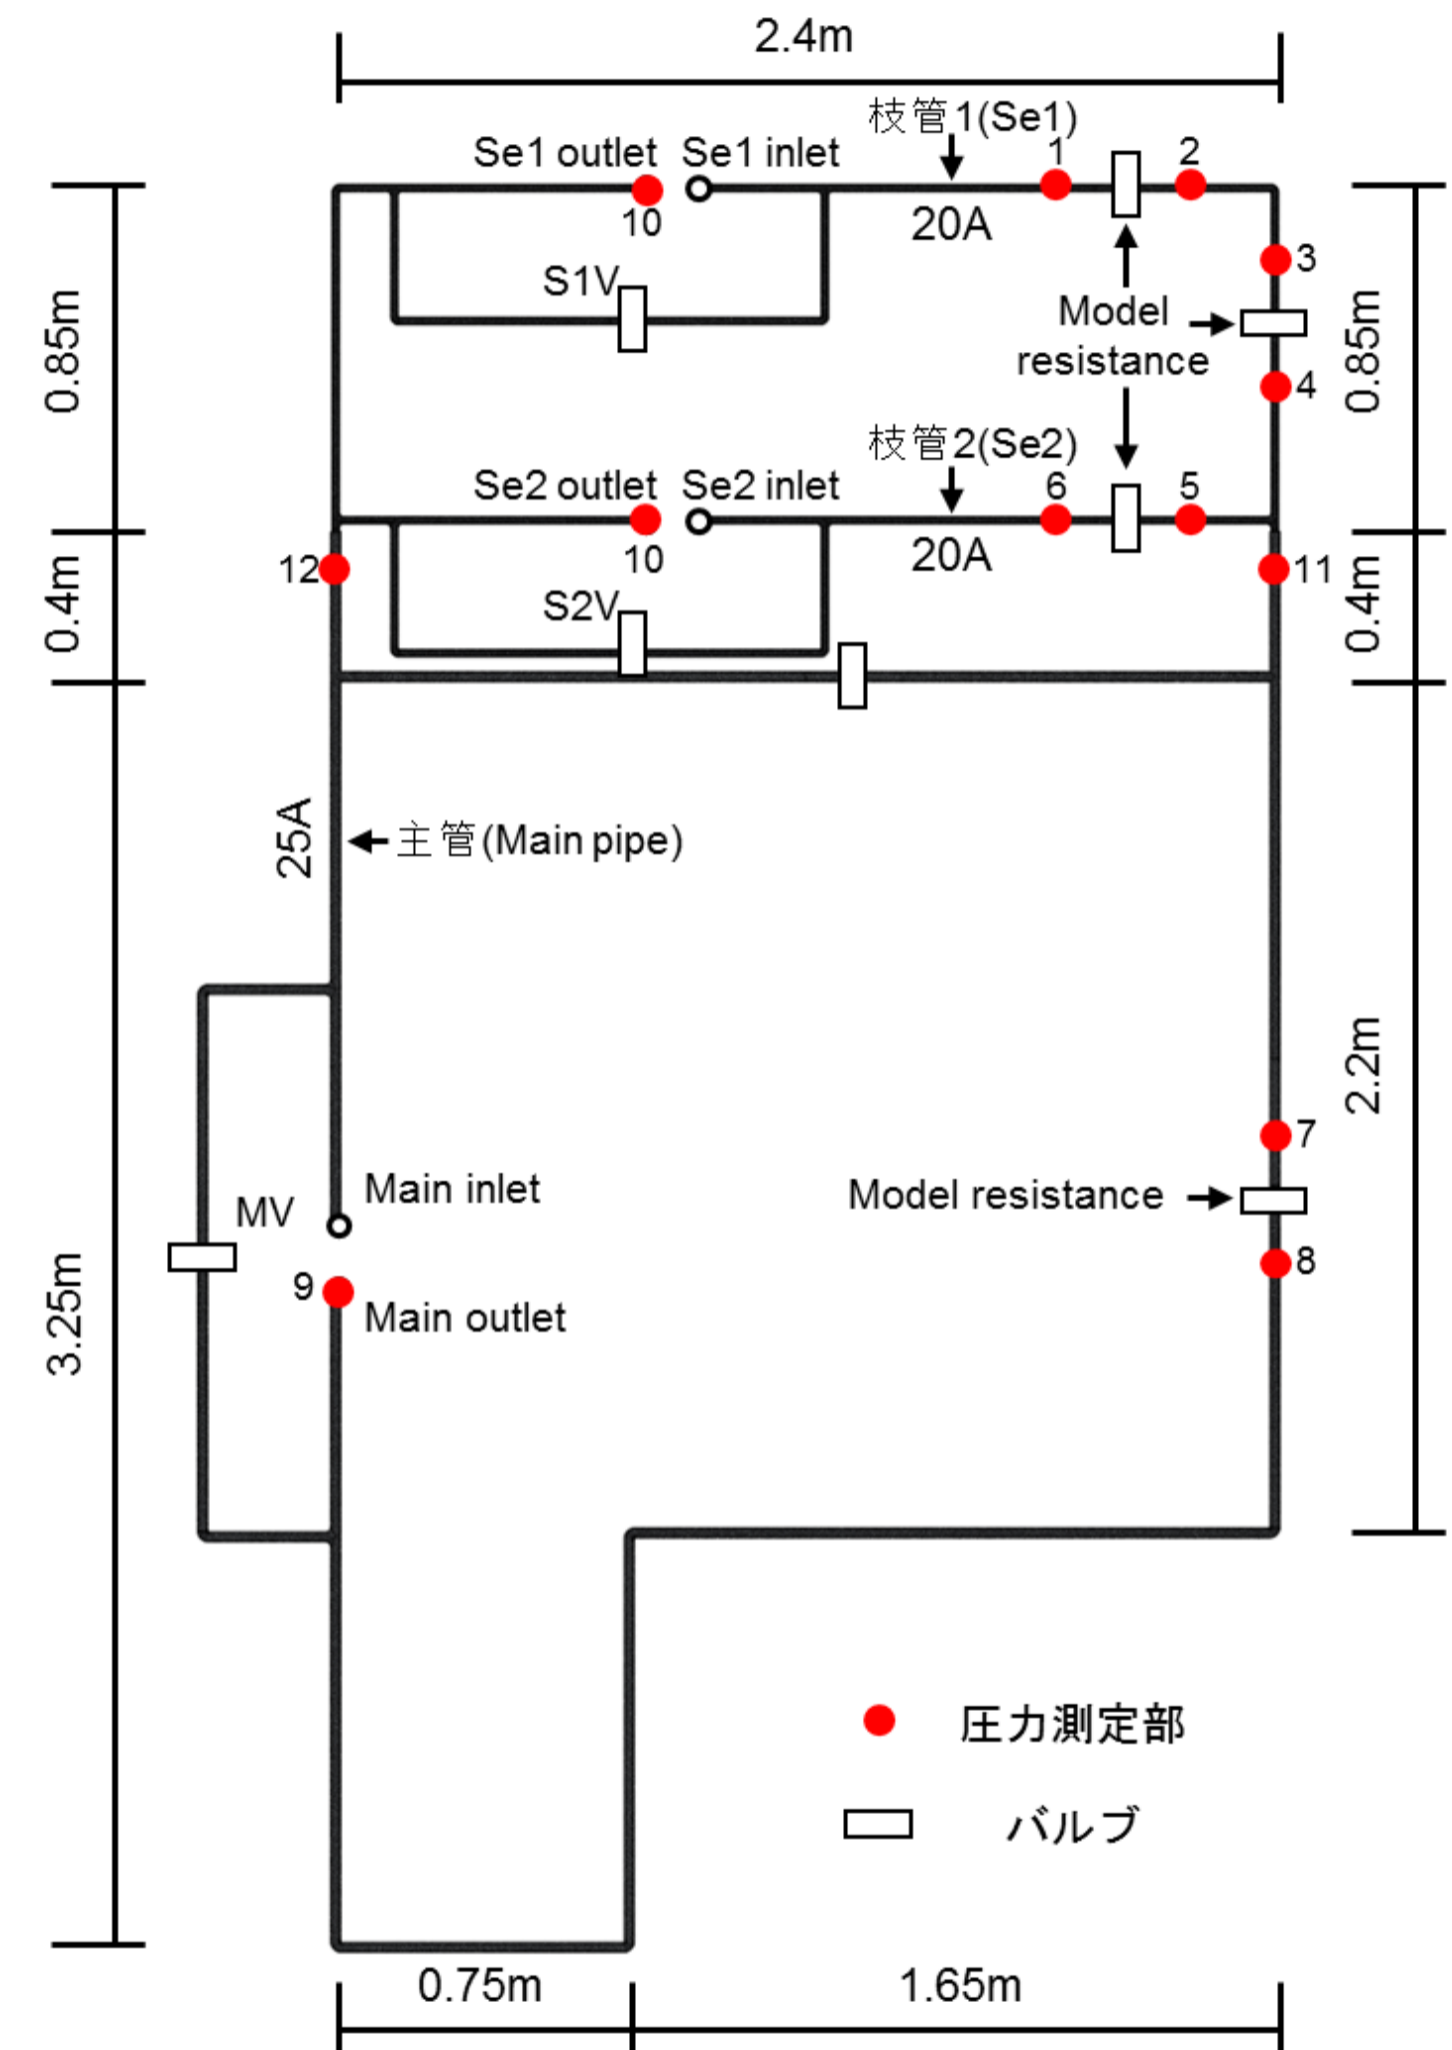 2.4m
枝管1(Se1)
Se1 outlet
Se1 inlet
1
2
10
20A
3
S1V
Model
resistance
0.85m
0.85m
4
枝管2(Se2)
Se2 outlet
Se2 inlet
6
5
10
20A
12
11
0.4m
0.4m
S2V
25A
主管(Main pipe)
2.2m
7
Main inlet
MV
Model resistance
8
9
Main outlet
3.25m
圧力測定部
バルブ
0.75m
1.65m